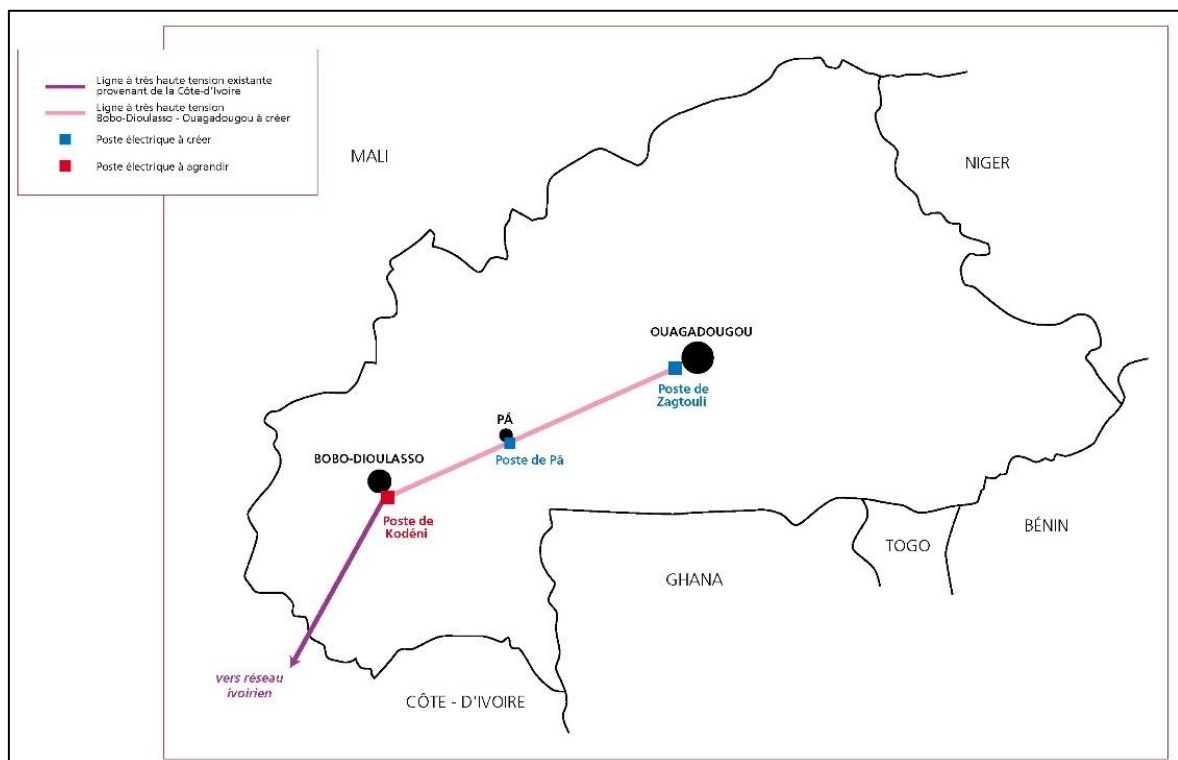 Ligne à très haute tension existante
provenant de la Côte-d'Ivoire
Ligne à très haute tension
Bobo-Dioulasso - Ouagadougou à créer
Poste électrique à créer
Poste électrique à agrandir
MALI
NIGER
OUAGADOUGOU
Poste de
Zagtouli
PÂ
Poste de Pâ
BOBO-DIOULASSO
Poste de
Kodéni
BÉNIN
TOGO
GHANA
vers réseau
ivoirien
CÔTE - D'IVOIRE